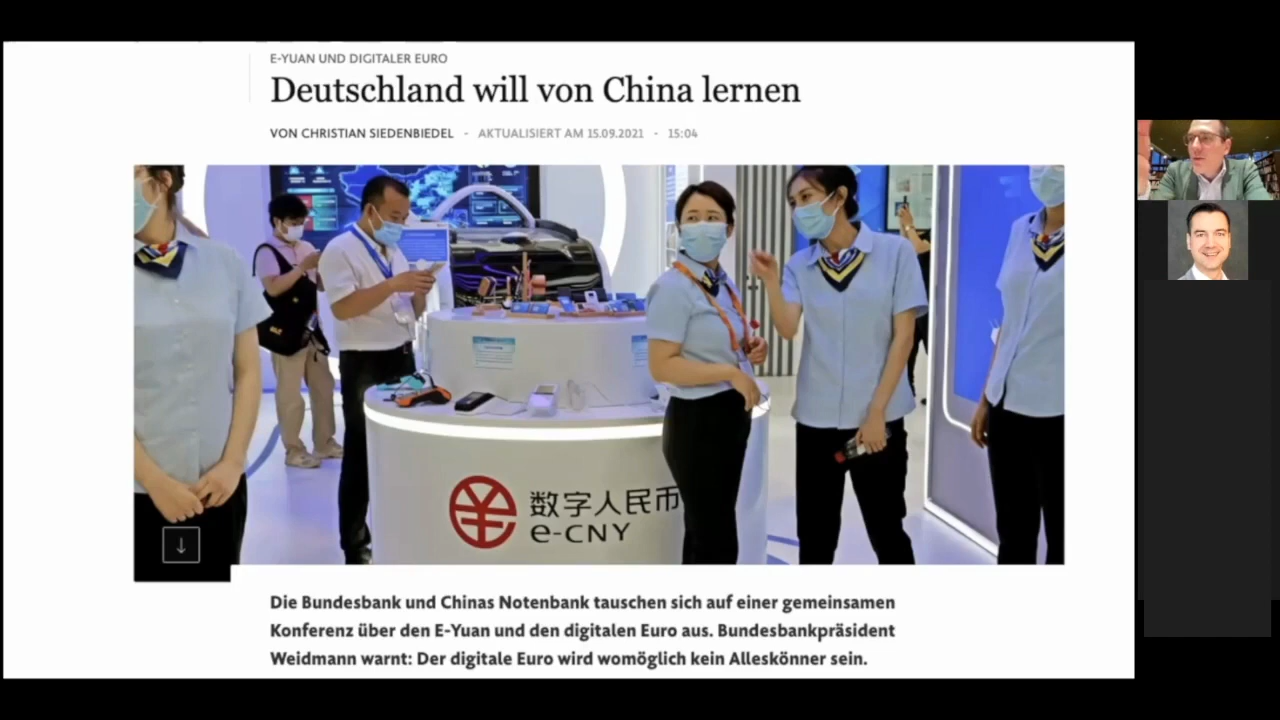 E-YUAN UND DIGITALER EURO
Deutschland will von China lernen
VON CHRISTIAN SIEDENBIEDEL - AKTUALISIERT AM 15.09.2021 - 15:04
数字人民币
e-CNY
Die Bundesbank und Chinas Notenbank tauschen sich auf einer gemeinsamen
Konferenz über den E-Yuan und den digitalen Euro aus. Bundesbankpräsident
Weidmann warnt: Der digitale Euro wird womöglich kein Alleskönner sein.